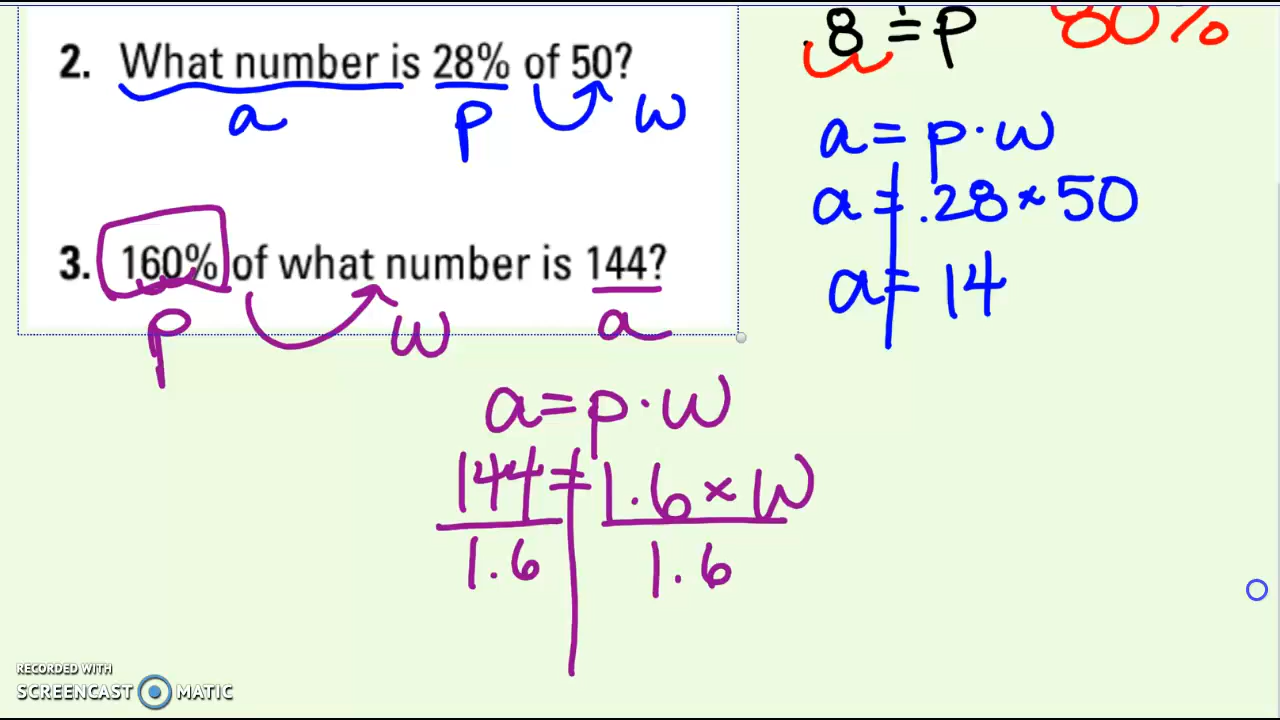 .8 = p 80%
2. What number is 28% of 50?
a p w
a = p · w
a = .28 × 50
a = 14
3. 160% of what number is 144?
p w a
a = p · w
144 = 1.6 × w
1.6 1.6
RECORDED WITH
SCREENCAST MATIC